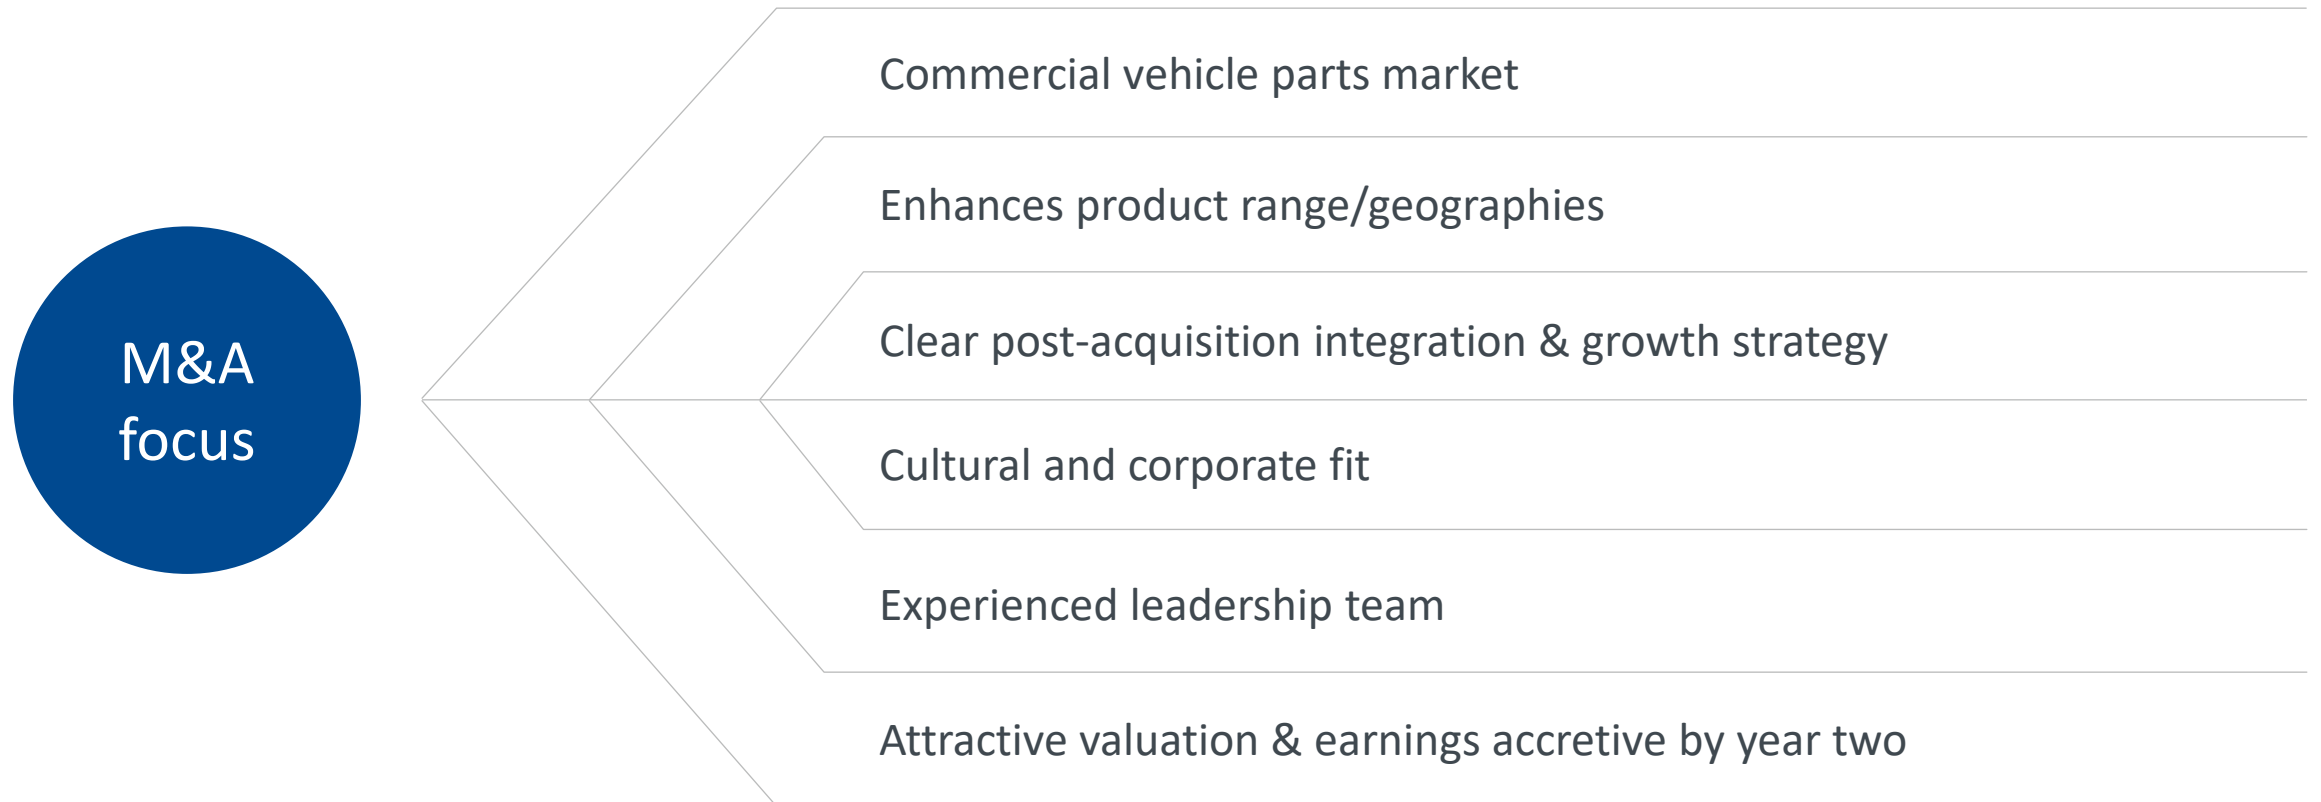 M&A
focus
Commercial vehicle parts market
Enhances product range/geographies
Clear post-acquisition integration & growth strategy
Cultural and corporate fit
Experienced leadership team
Attractive valuation & earnings accretive by year two